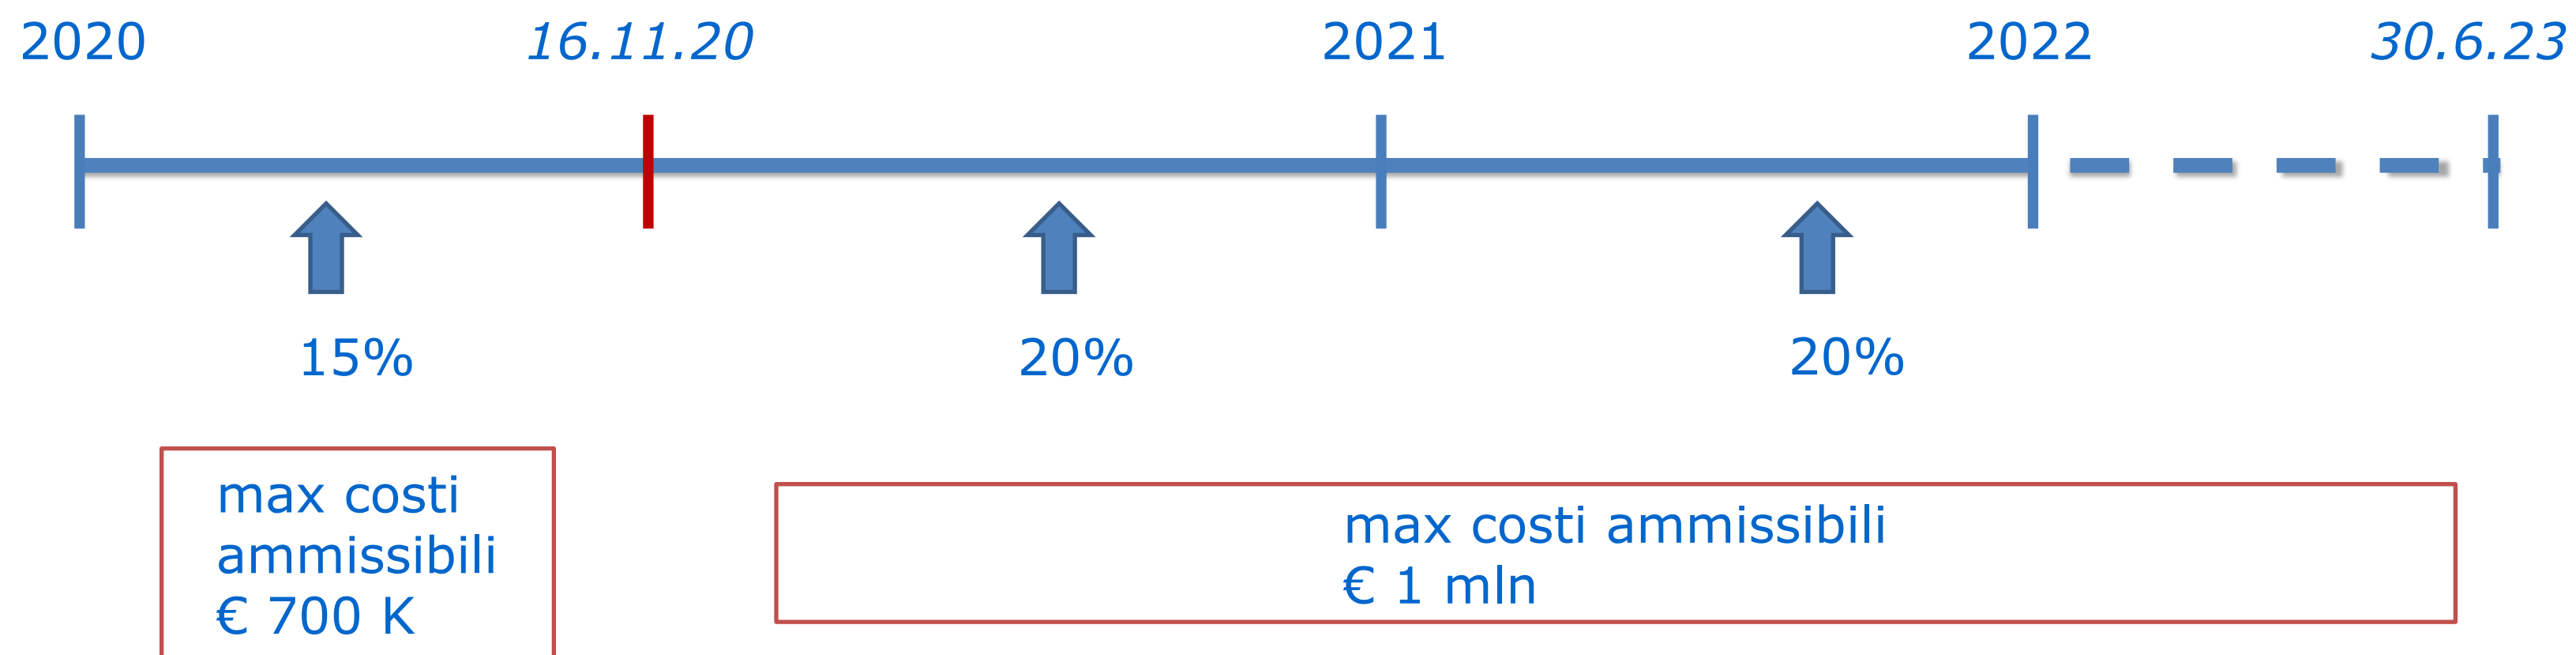 2020
16.11.20
2021
2022
30.6.23
15%
20%
20%
max costi
ammissibili
€ 700 K
max costi ammissibili
€ 1 mln